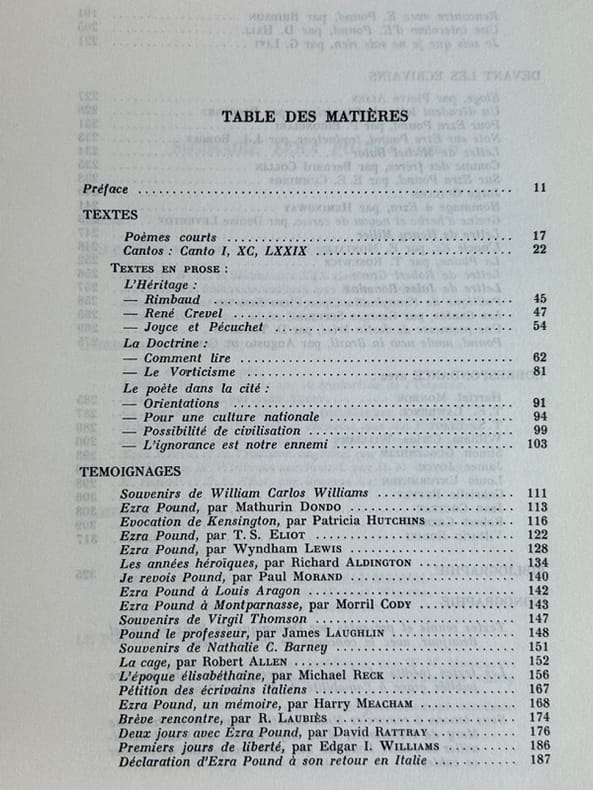 TABLE DES MATIÈRES
Préface ........ 11
TEXTES
Poèmes courts ........ 17
Cantos : Canto I, XC, LXXIX ........ 22
TEXTES EN PROSE :
L'Héritage :
— Rimbaud ........ 45
— René Crevel ........ 47
— Joyce et Pécuchet ........ 54
La Doctrine :
— Comment lire ........ 62
— Le Vorticisme ........ 81
Le poète dans la cité :
— Orientations ........ 91
— Pour une culture nationale ........ 94
— Possibilité de civilisation ........ 99
— L'ignorance est notre ennemi ........ 103
TEMOIGNAGES
Souvenirs de William Carlos Williams ........ 111
Ezra Pound, par Mathurin DONDO ........ 113
Evocation de Kensington, par Patricia HUTCHINS ........ 116
Ezra Pound, par T. S. ELIOT ........ 122
Ezra Pound, par Wyndham LEWIS ........ 128
Les années héroïques, par Richard ALDINGTON ........ 134
Je revois Pound, par Paul MORAND ........ 140
Ezra Pound à Louis Aragon ........ 142
Ezra Pound à Montparnasse, par Morril CODY ........ 143
Souvenirs de Virgil Thomson ........ 147
Pound le professeur, par James LAUGHLIN ........ 148
Souvenirs de Nathalie C. Barney ........ 151
La cage, par Robert ALLEN ........ 152
L'époque élisabéthaine, par Michael RECK ........ 156
Pétition des écrivains italiens ........ 167
Ezra Pound, un mémoire, par Harry MEACHAM ........ 168
Brève rencontre, par R. LAUBIÈS ........ 174
Deux jours avec Ezra Pound, par David RATTRAY ........ 176
Premiers jours de liberté, par Edgar I. WILLIAMS ........ 186
Déclaration d'Ezra Pound à son retour en Italie ........ 187